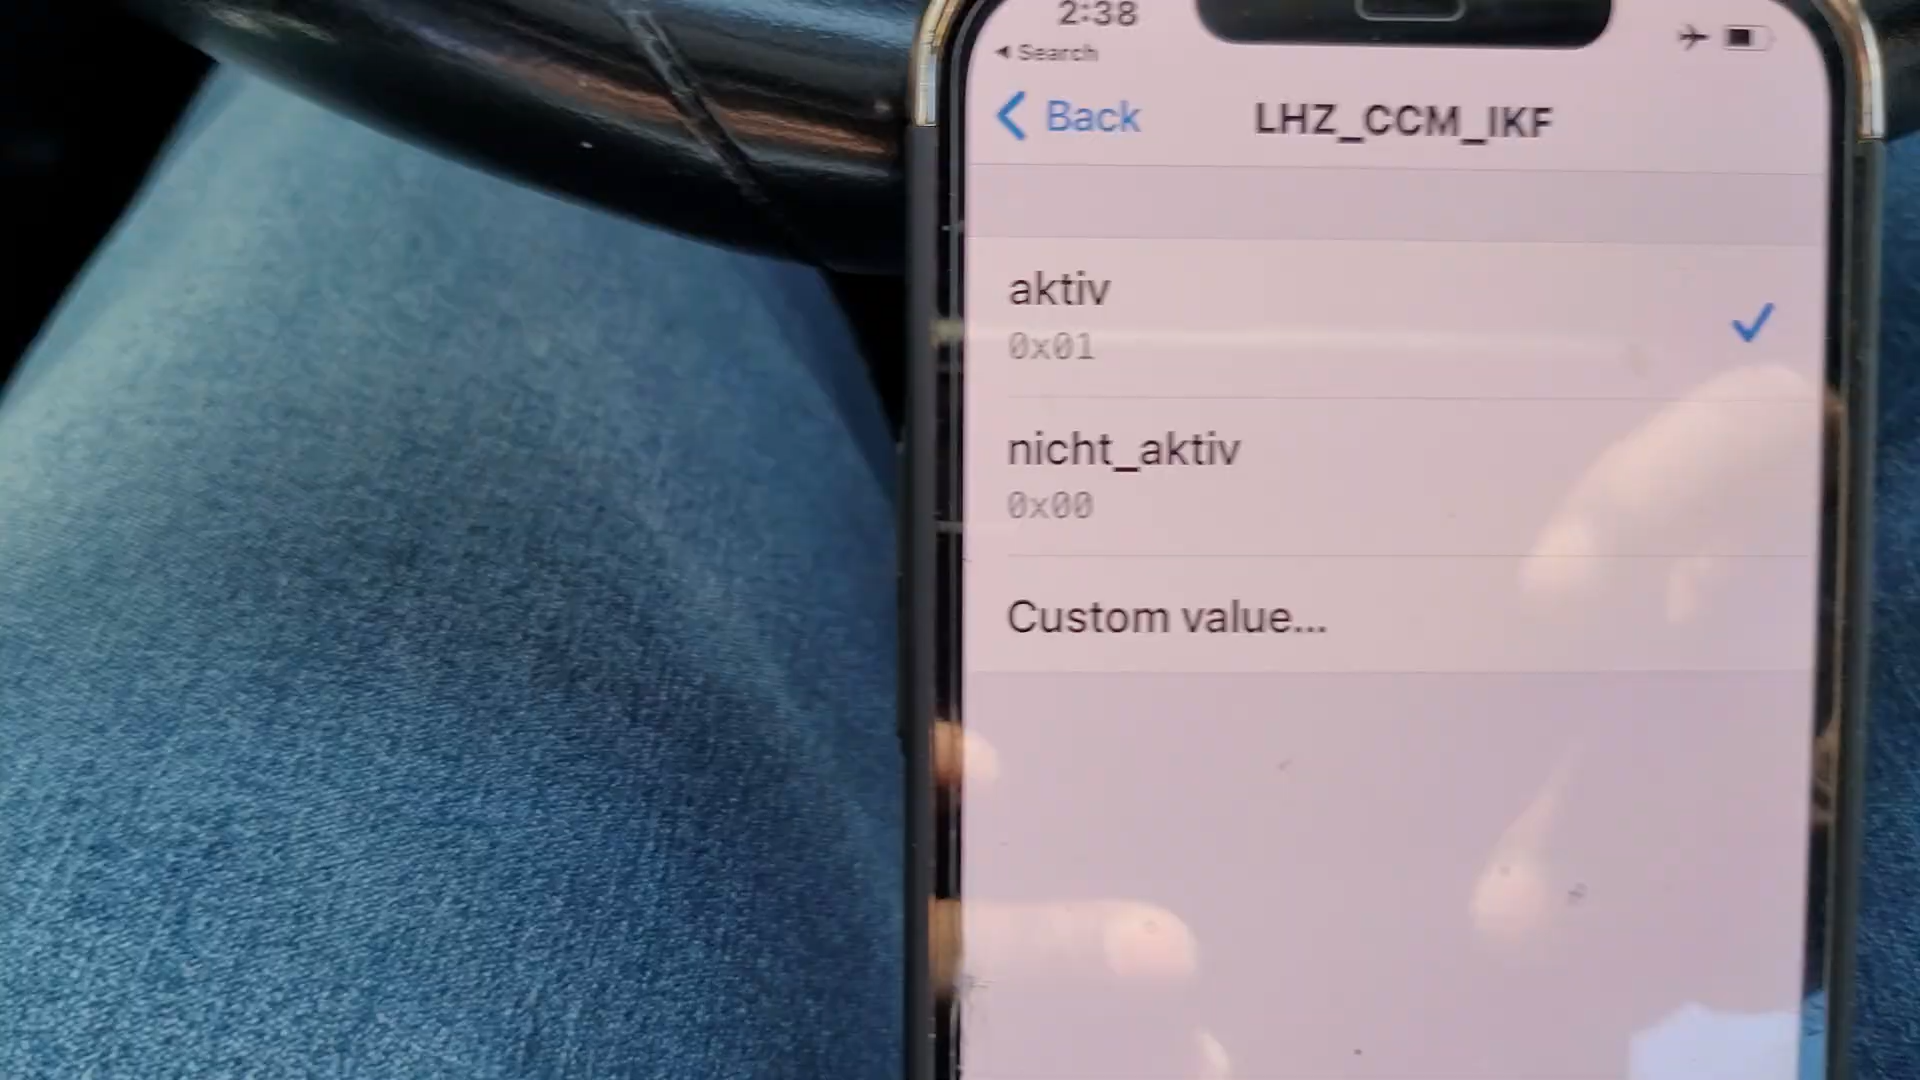 2:38
◀ Search
Back
LHZ_CCM_IKF
aktiv
0x01
nicht_aktiv
0x00
Custom value...